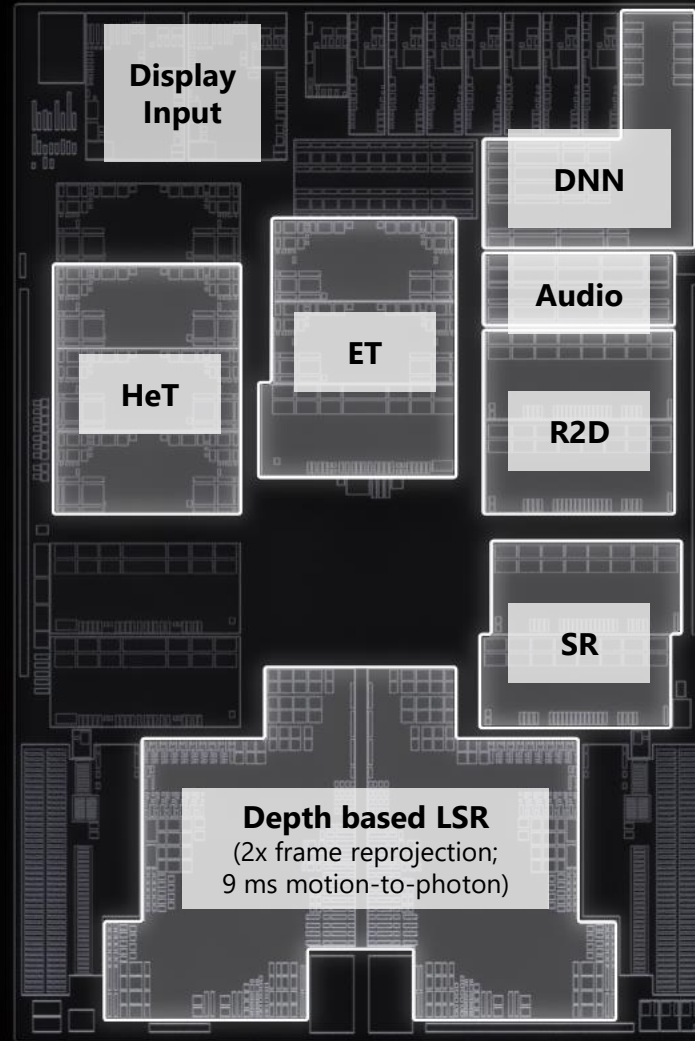 Display
Input
DNN
Audio
ET
HeT
R2D
SR
Depth based LSR
(2x frame reprojection;
9 ms motion-to-photon)